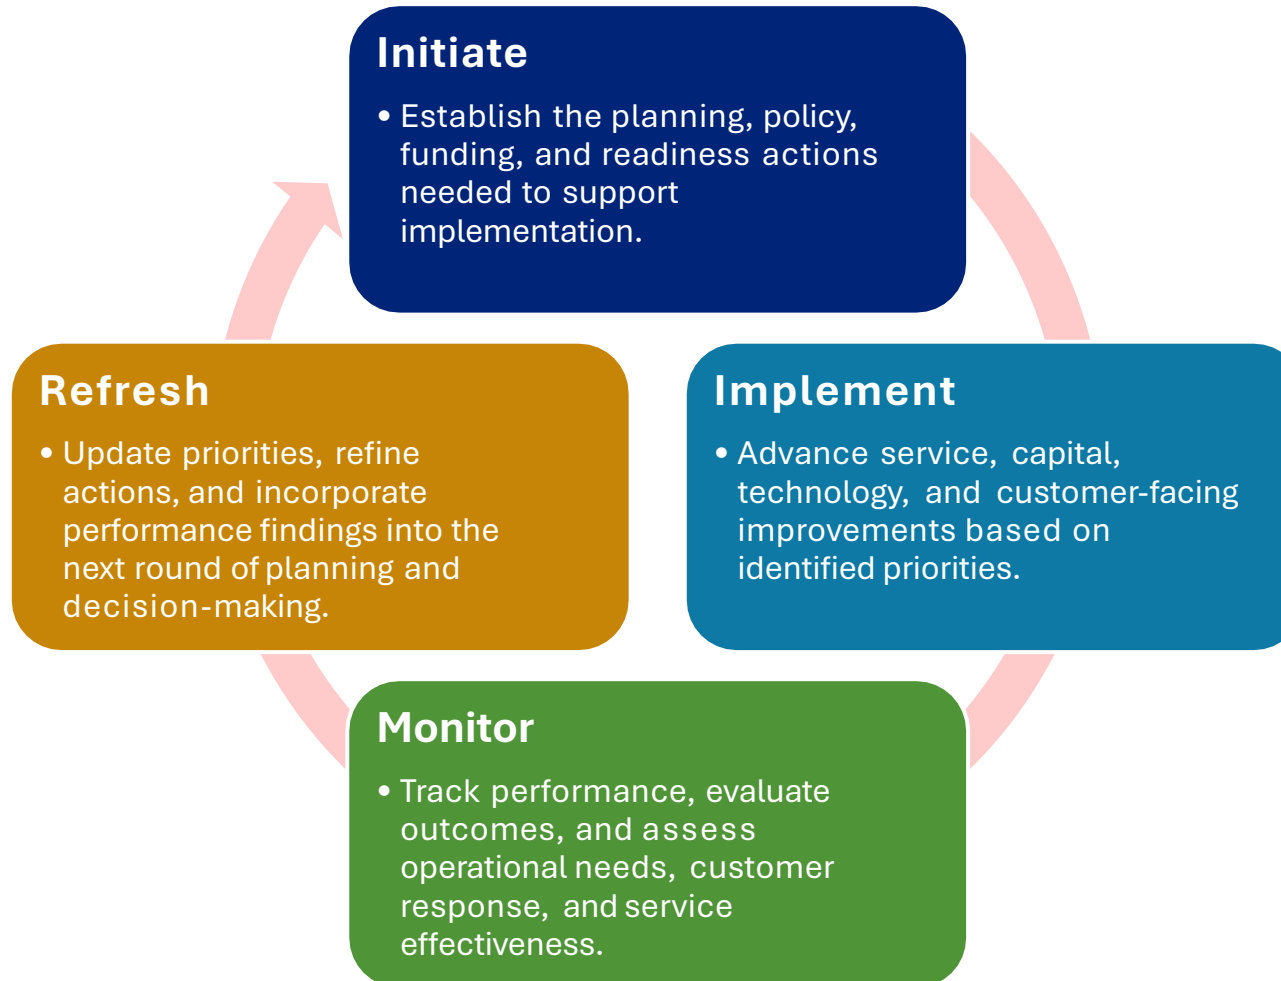 Initiate
• Establish the planning, policy,
funding, and readiness actions
needed to support
implementation.
Implement
• Advance service, capital,
technology, and customer-facing
improvements based on
identified priorities.
Monitor
• Track performance, evaluate
outcomes, and assess
operational needs, customer
response, and service
effectiveness.
Refresh
• Update priorities, refine
actions, and incorporate
performance findings into the
next round of planning and
decision-making.